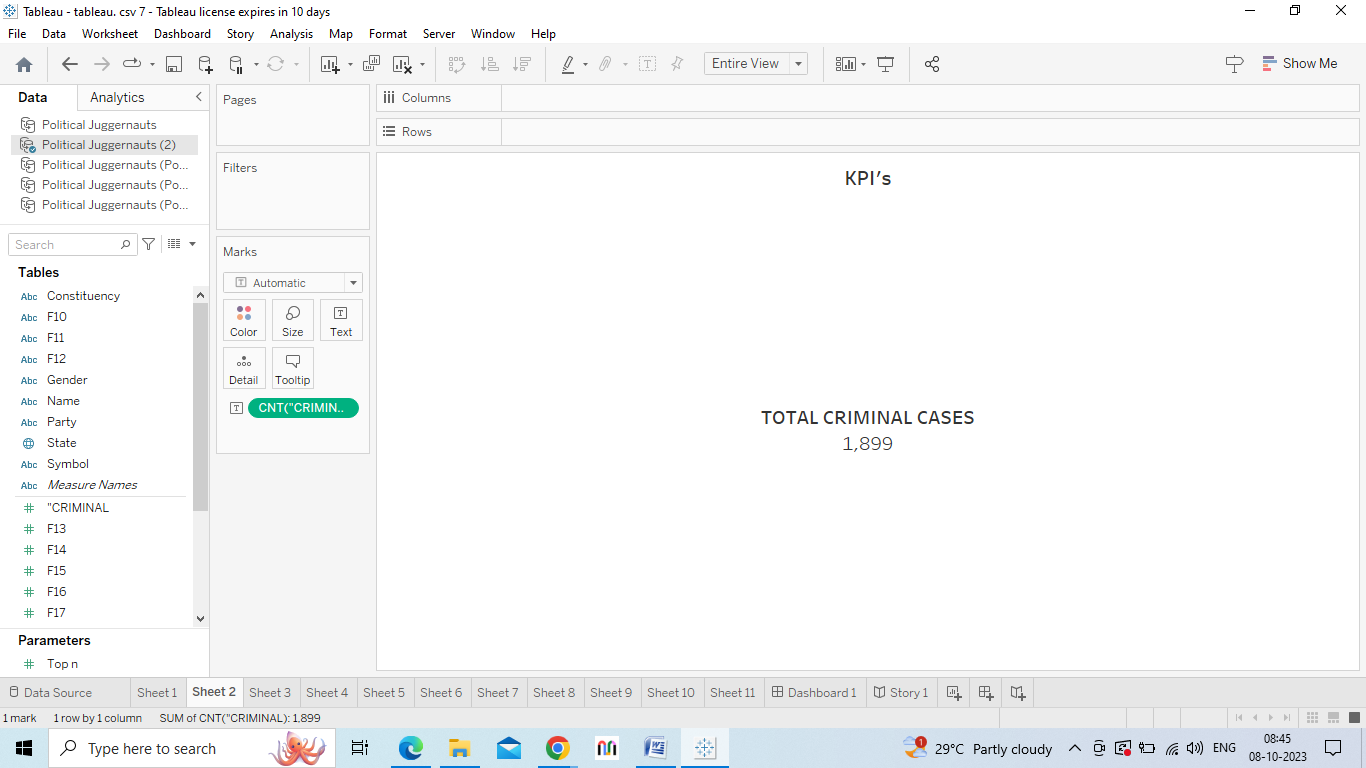 Tableau - tableau. csv 7 - Tableau license expires in 10 days
File Data Worksheet Dashboard Story Analysis Map Format Server Window Help
Entire View
Show Me
Data Analytics
Political Juggernauts
Political Juggernauts (2)
Political Juggernauts (Po...
Political Juggernauts (Po...
Political Juggernauts (Po...
Search
Tables
Abc Constituency
Abc F10
Abc F11
Abc F12
Abc Gender
Abc Name
Abc Party
State
Abc Symbol
Abc Measure Names
# "CRIMINAL
# F13
# F14
# F15
# F16
# F17
Parameters
# Top n
Pages
Filters
Marks
T Automatic
Color Size T Text
Detail Tooltip
T CNT("CRIMIN..
Columns
Rows
KPI's
TOTAL CRIMINAL CASES
1,899
Data Source Sheet 1 Sheet 2 Sheet 3 Sheet 4 Sheet 5 Sheet 6 Sheet 7 Sheet 8 Sheet 9 Sheet 10 Sheet 11 Dashboard 1 Story 1
1 mark 1 row by 1 column SUM of CNT("CRIMINAL): 1,899
Type here to search
1 29°C Partly cloudy ENG 08:45
08-10-2023